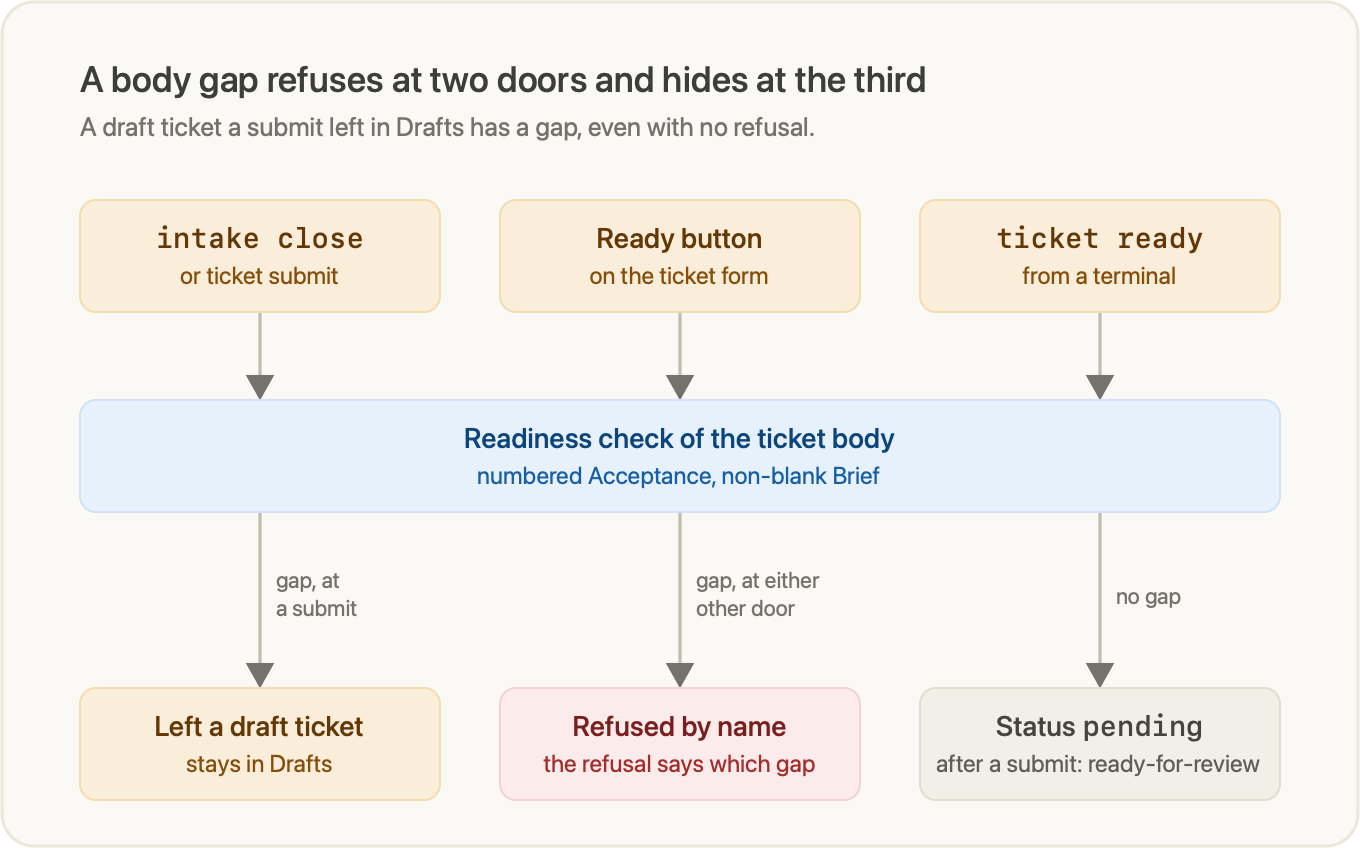 A body gap refuses at two doors and hides at the third
A draft ticket a submit left in Drafts has a gap, even with no refusal.
intake close
or ticket submit
Ready button
on the ticket form
ticket ready
from a terminal
Readiness check of the ticket body
numbered Acceptance, non-blank Brief
gap, at
a submit
gap, at either
other door
no gap
Left a draft ticket
stays in Drafts
Refused by name
the refusal says which gap
Status pending
after a submit: ready-for-review